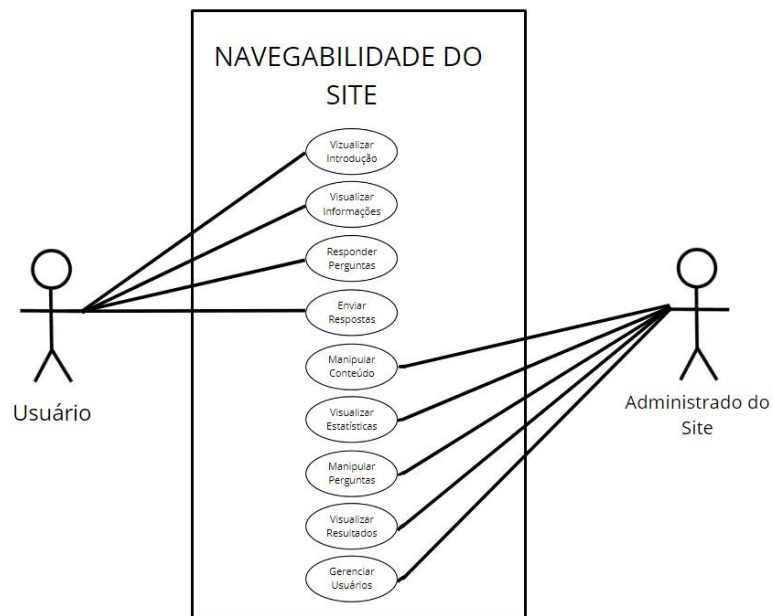 NAVEGABILIDADE DO
SITE
Vizualizar
Introdução
Visualizar
Informações
Responder
Perguntas
Enviar
Respostas
Manipular
Conteúdo
Visualizar
Estatísticas
Manipular
Perguntas
Visualizar
Resultados
Gerenciar
Usuários
Usuário
Administrado do
Site